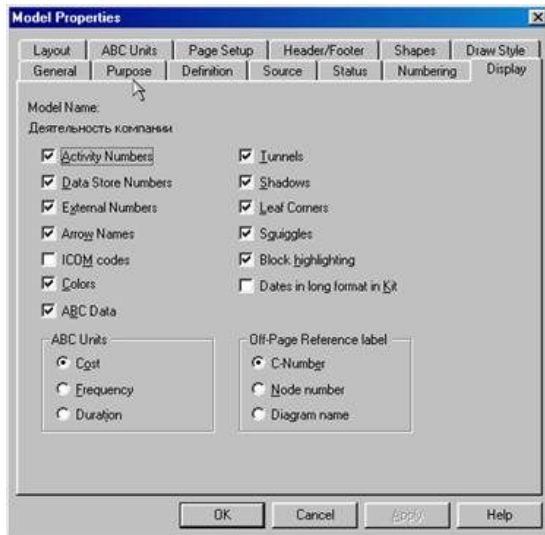 Model Properties
Layout ABC Units Page Setup Header/Footer Shapes Draw Style
General Purpose Definition Source Status Numbering Display
Model Name:
Деятельность компании
Activity Numbers Tunnels
Data Store Numbers Shadows
External Numbers Leaf Corners
Arrow Names Squiggles
ICOM codes Block highlighting
Colors Dates in long format in Kit
ABC Data
ABC Units Off-Page Reference label
Cost C-Number
Frequency Node number
Duration Diagram name
OK Cancel Apply Help